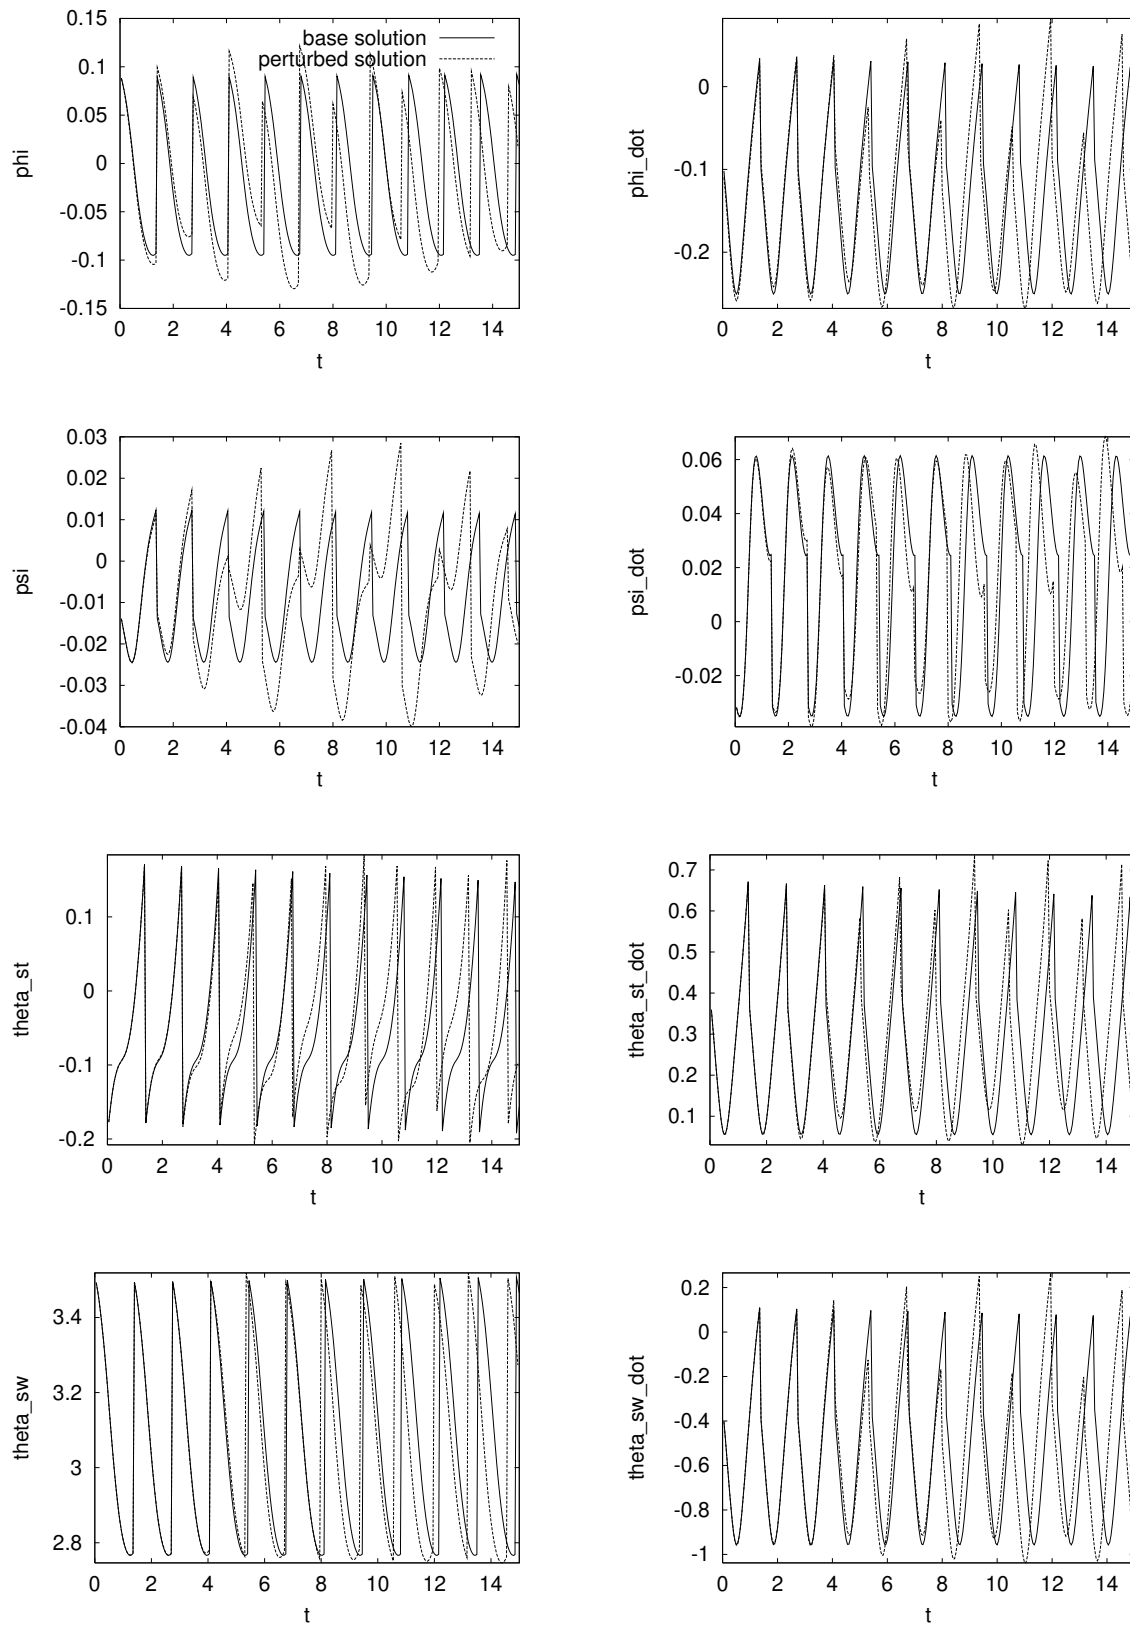 phi
0.15
0.1
0.05
0
-0.05
-0.1
-0.15
base solution
perturbed solution
0 2 4 6 8 10 12 14
t
phi_dot
0
-0.1
-0.2
0 2 4 6 8 10 12 14
t
psi
0.03
0.02
0.01
0
-0.01
-0.02
-0.03
-0.04
0 2 4 6 8 10 12 14
t
psi_dot
0.06
0.04
0.02
0
-0.02
0 2 4 6 8 10 12 14
t
theta_st
0.1
0
-0.1
-0.2
0 2 4 6 8 10 12 14
t
theta_st_dot
0.7
0.6
0.5
0.4
0.3
0.2
0.1
0 2 4 6 8 10 12 14
t
theta_sw
3.4
3.2
3
2.8
0 2 4 6 8 10 12 14
t
theta_sw_dot
0.2
0
-0.2
-0.4
-0.6
-0.8
-1
0 2 4 6 8 10 12 14
t